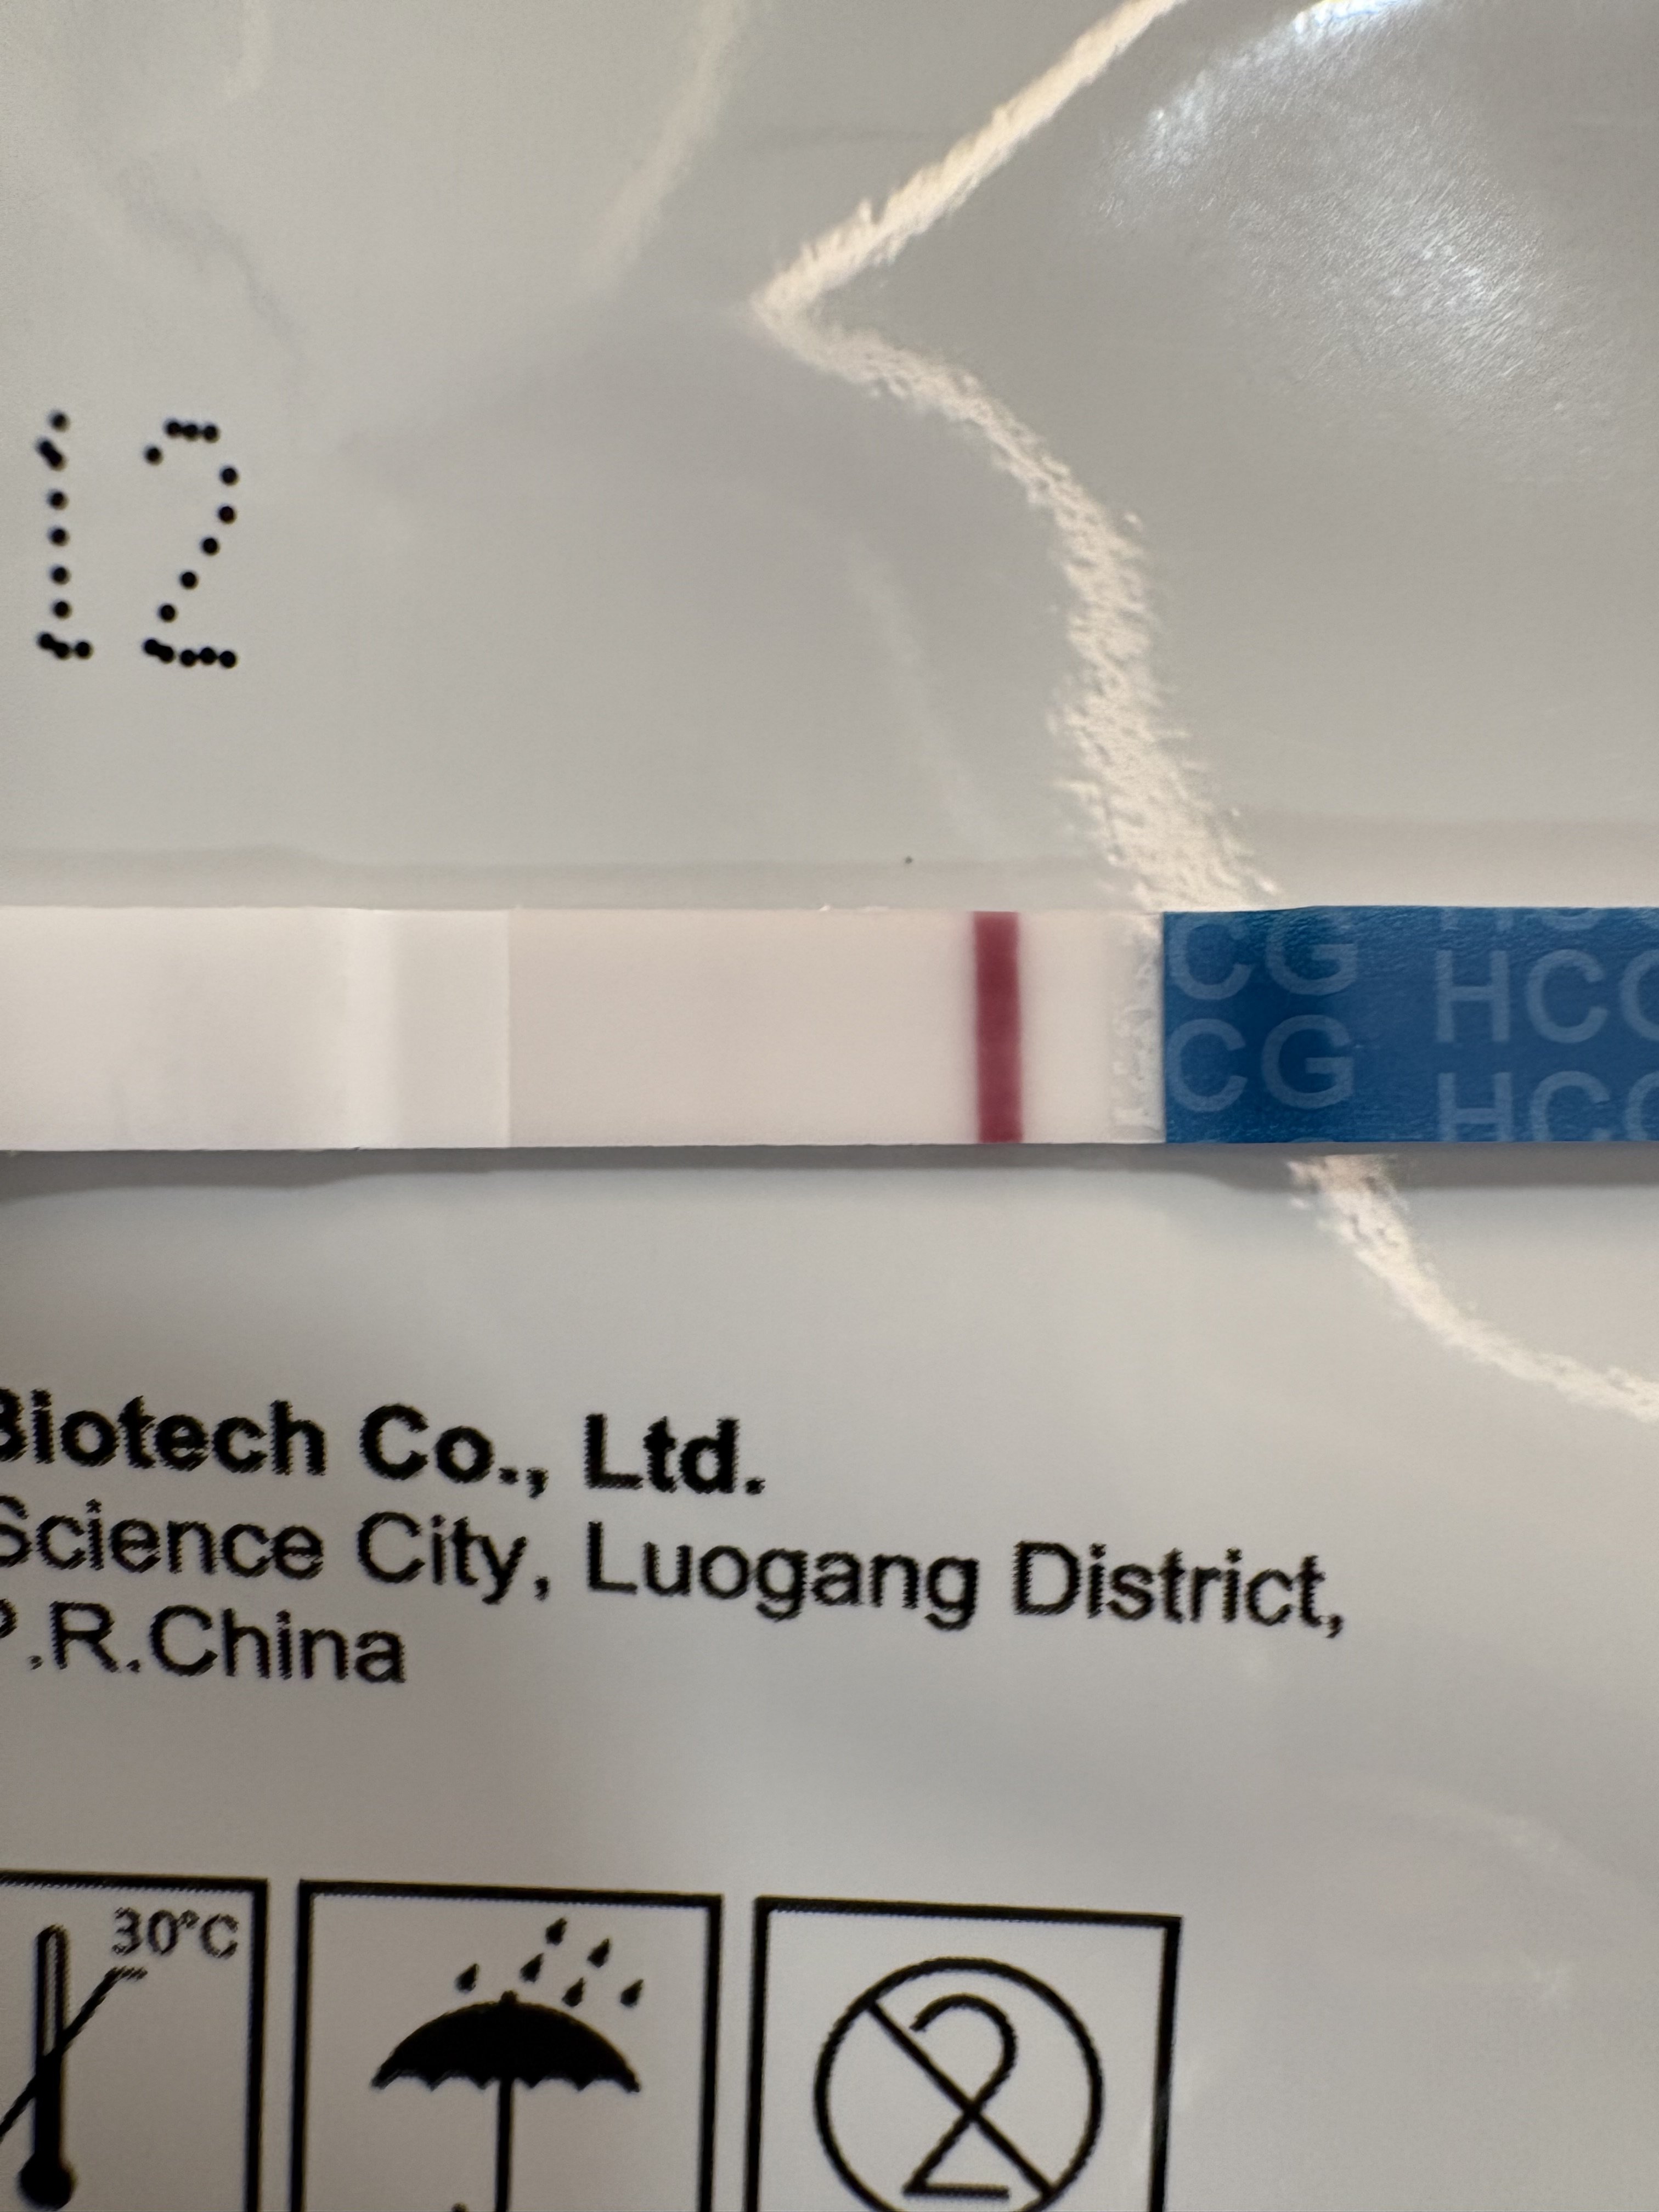 12
CG HCG
CG HCG
Biotech Co., Ltd.
Science City, Luogang District,
P.R.China
30°C
2